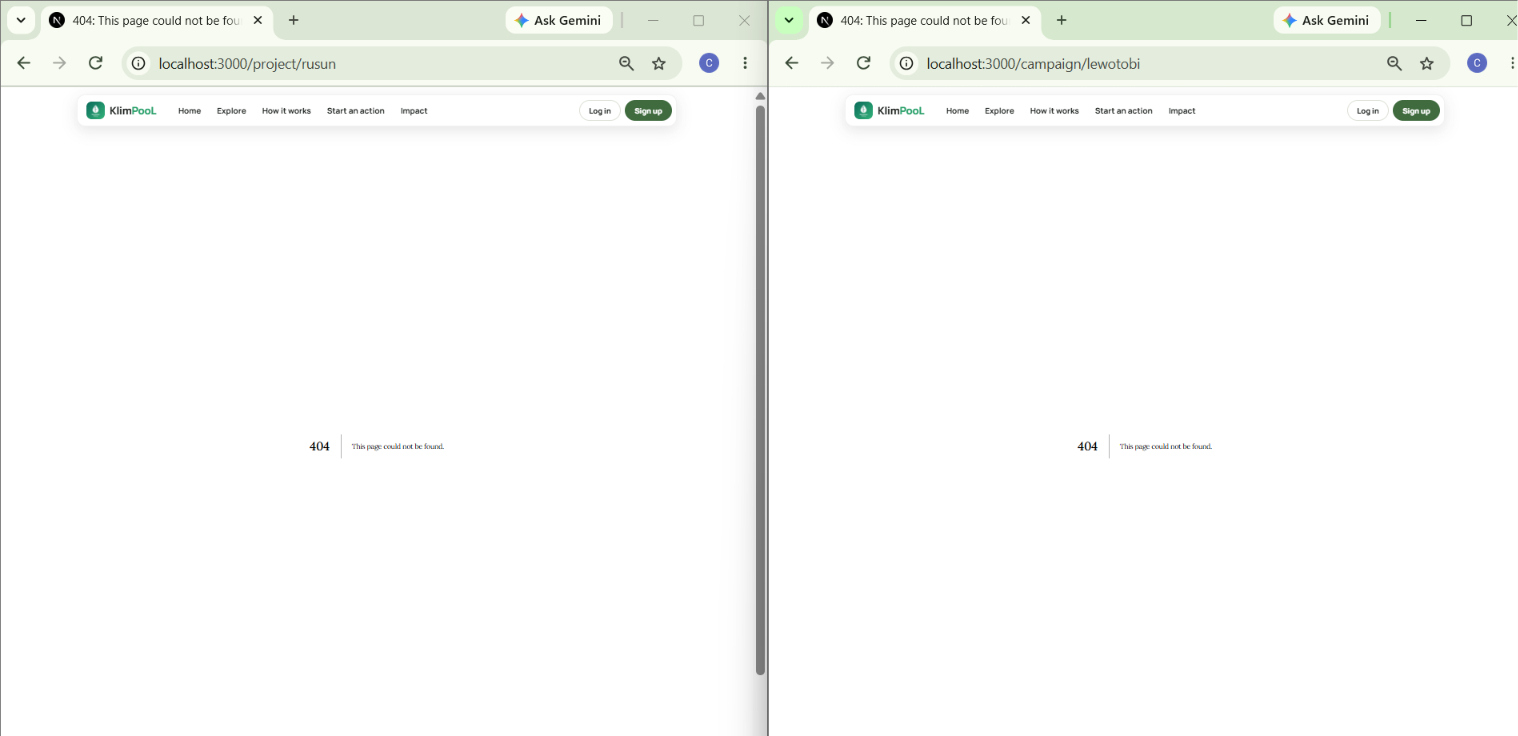 404: This page could not be fou
Ask Gemini
localhost:3000/project/rusun
C
KlimPooL
Home
Explore
How it works
Start an action
Impact
Log in
Sign up
404
This page could not be found.
404: This page could not be fou
Ask Gemini
localhost:3000/campaign/lewotobi
C
KlimPooL
Home
Explore
How it works
Start an action
Impact
Log in
Sign up
404
This page could not be found.